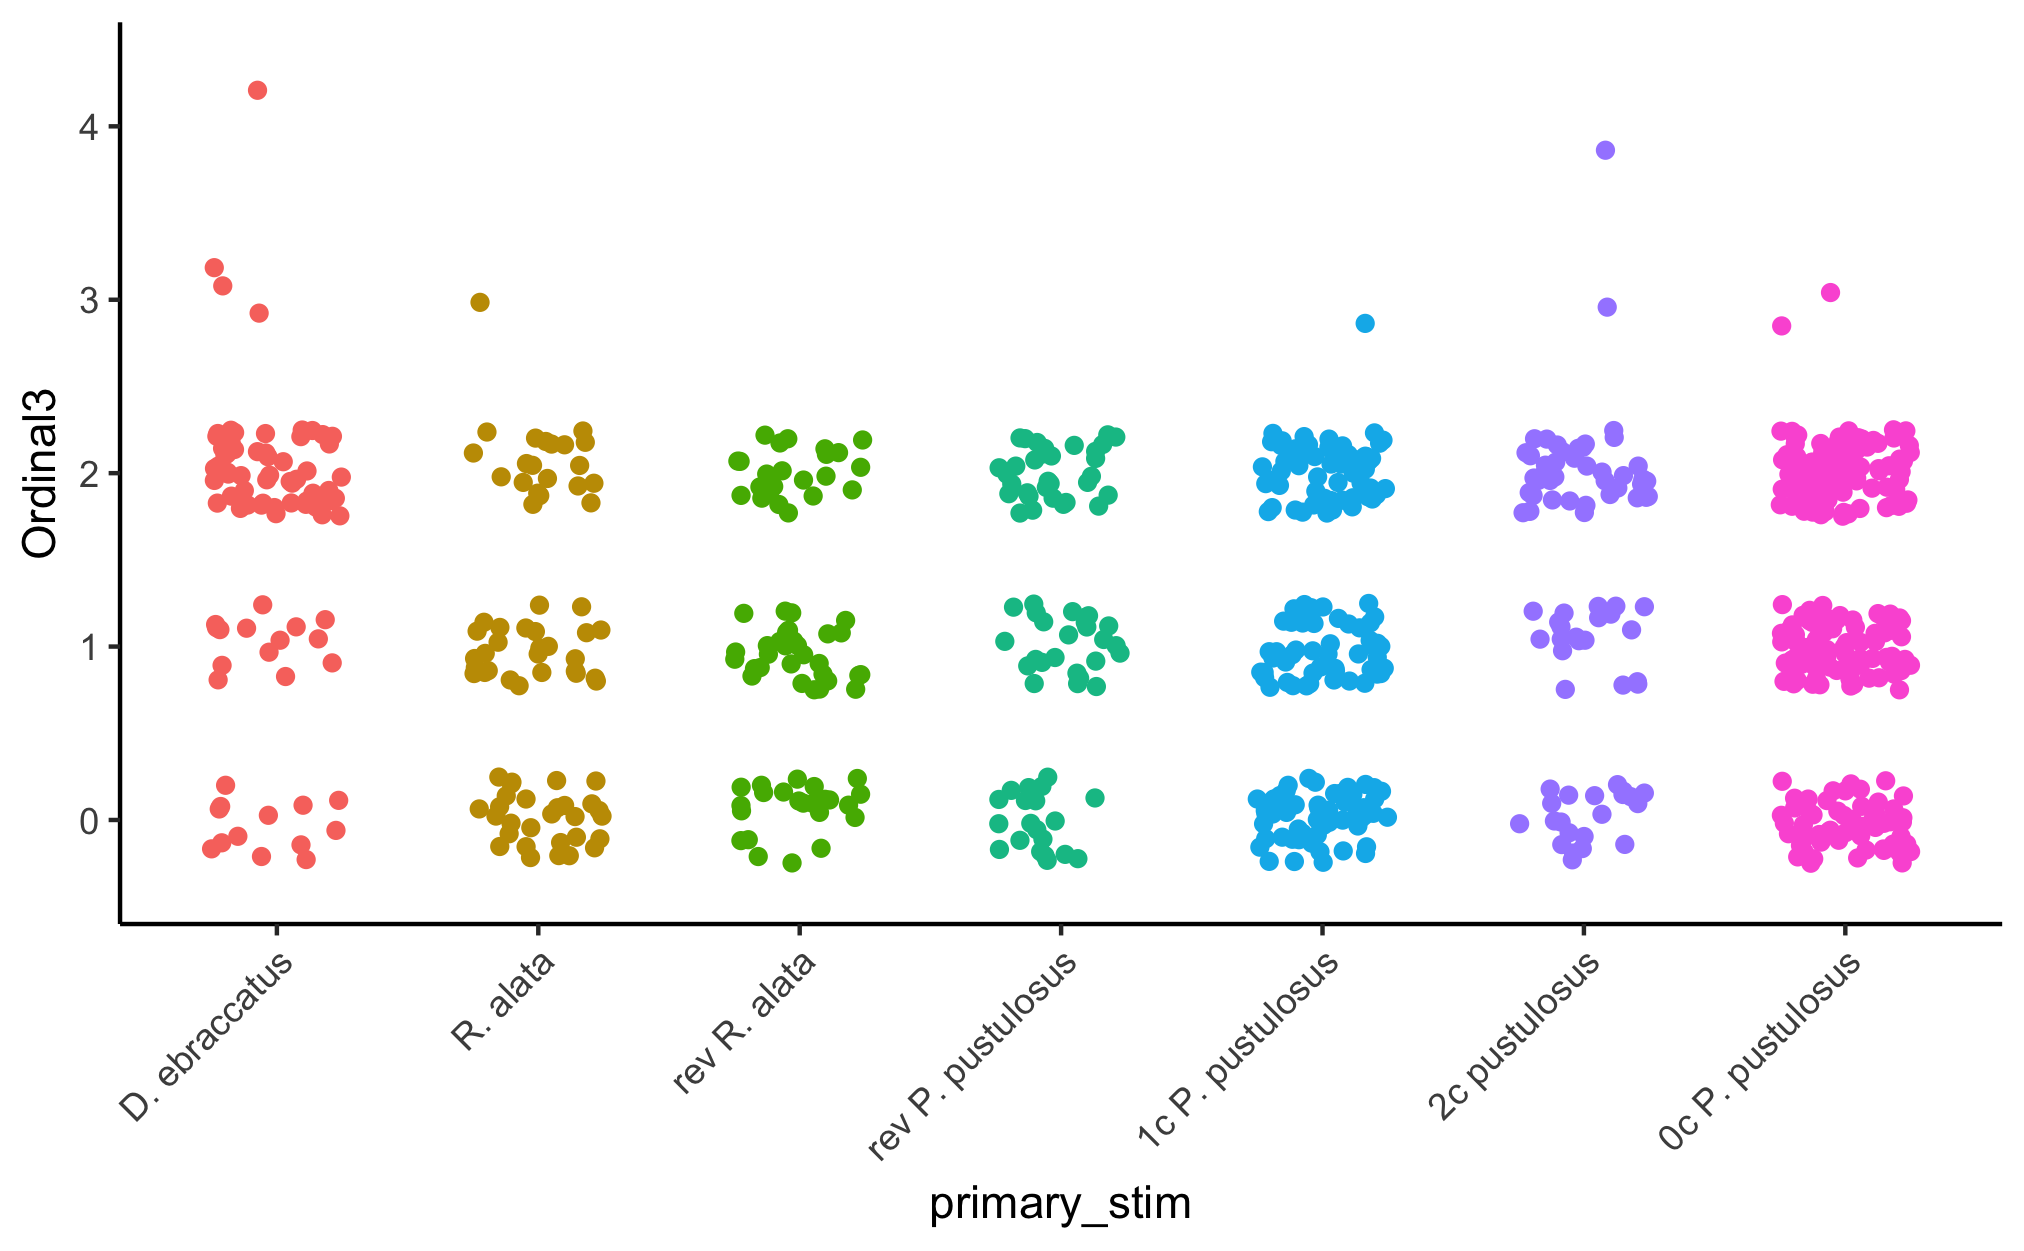 Ordinal3
4
3
2
1
0
D. ebraccatus
R. alata
rev R. alata
rev P. pustulosus
1c P. pustulosus
2c pustulosus
0c P. pustulosus
primary_stim